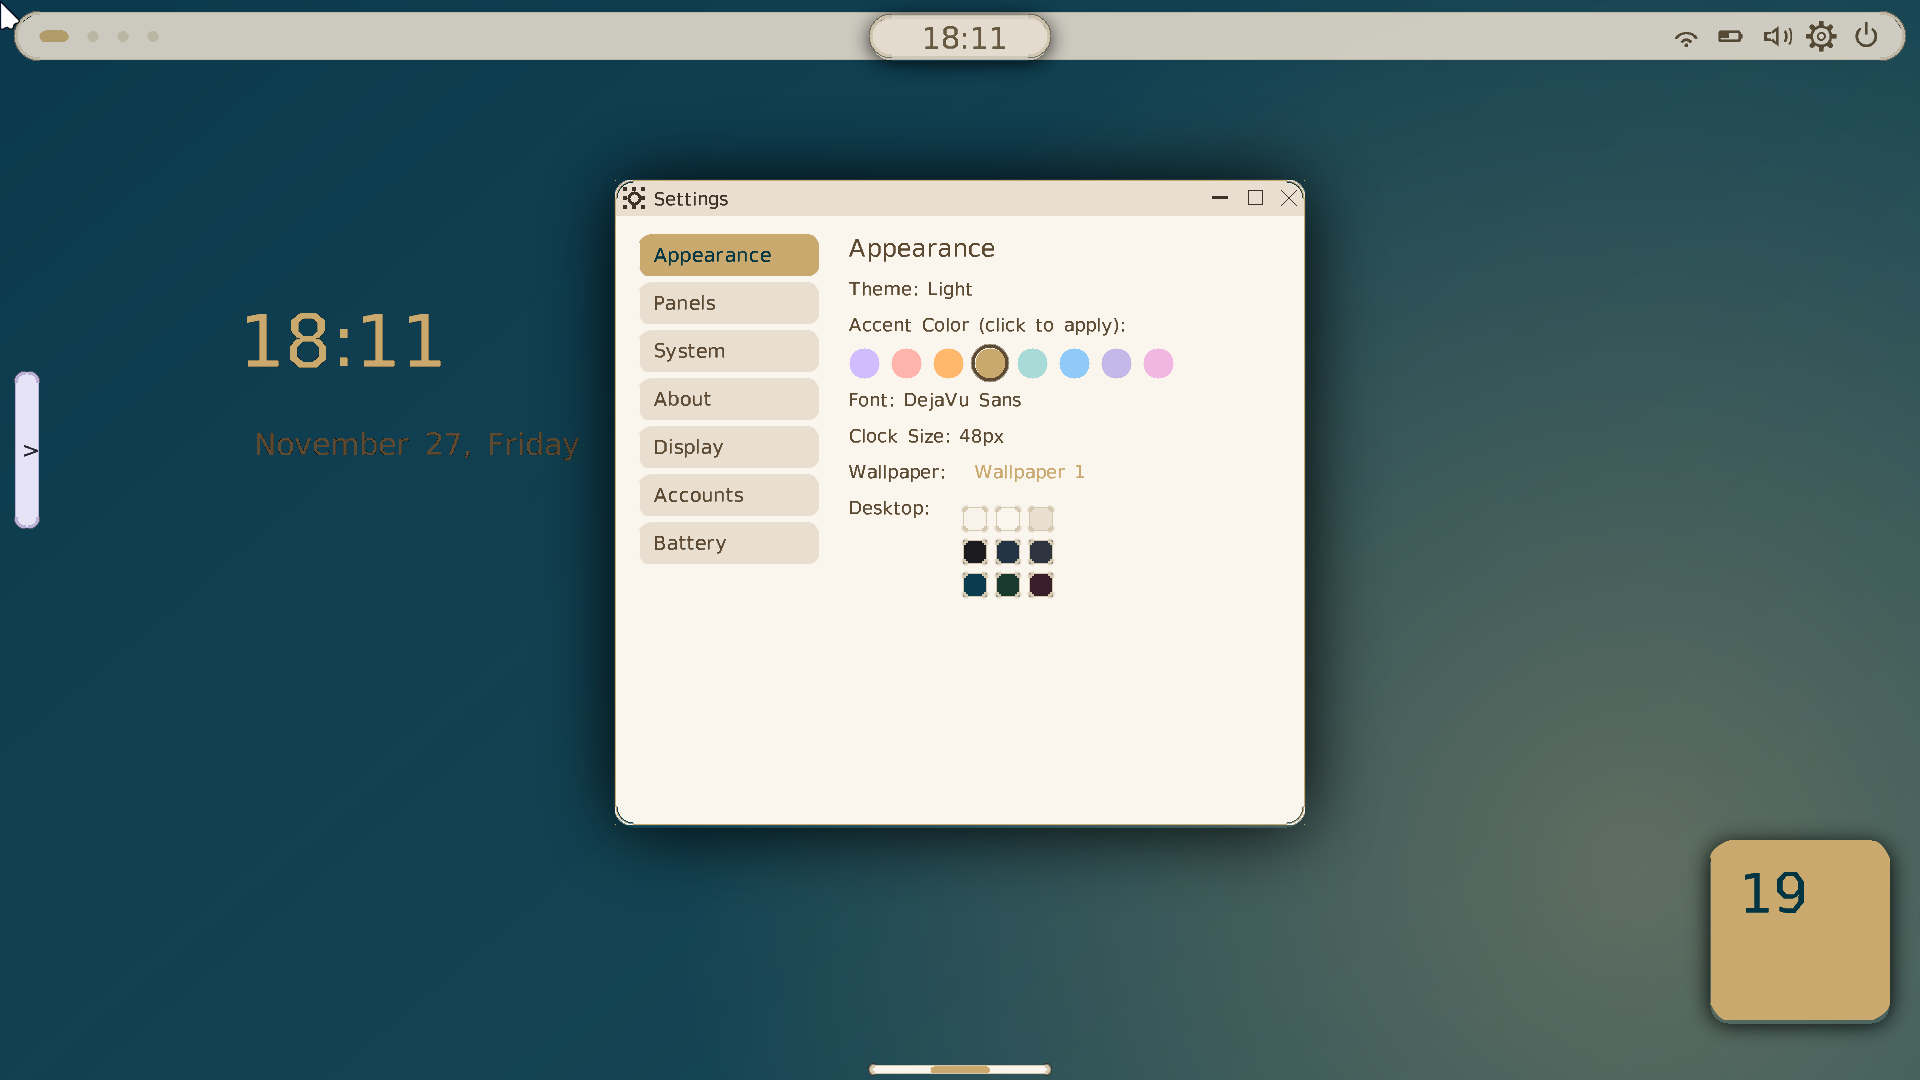 18:11
Settings
Appearance
Panels
System
About
Display
Accounts
Battery
Appearance
Theme: Light
Accent Color (click to apply):
Font: DejaVu Sans
Clock Size: 48px
Wallpaper: Wallpaper 1
Desktop:
18:11
November 27, Friday
>
19